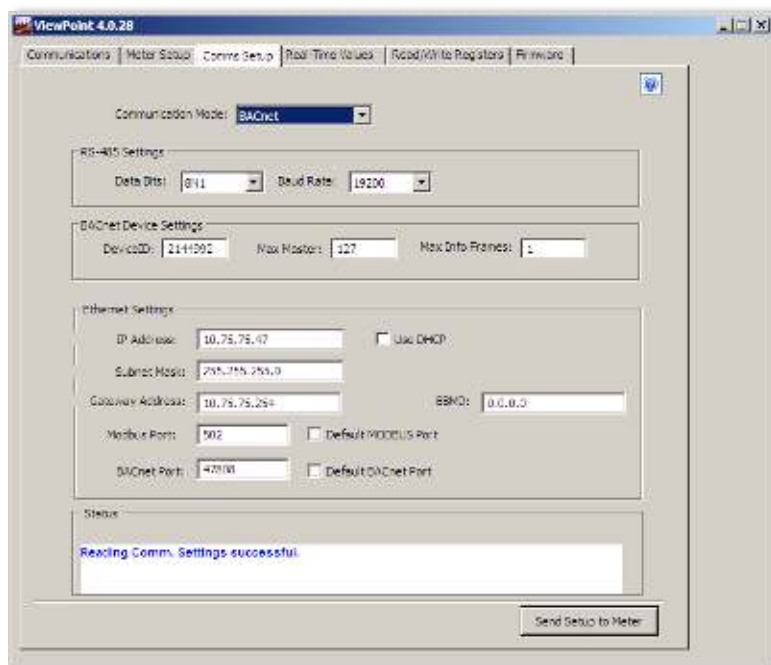 ViewPoint 4.0.28
Communications Meter Setup Comms Setup Real Time Values Read/Write Registers Firmware
Communication Mode: BACnet
RS-485 Settings
Data Bits: 8N1 Baud Rate: 19200
BACnet Device Settings
DeviceID: 2144992 Max Master: 127 Max Info Frames: 1
Ethernet Settings
IP Address: 10.75.75.47 Use DHCP
Subnet Mask: 255.255.255.0
Gateway Address: 10.75.75.254 BBMD: 0.0.0.0
Modbus Port: 502 Default MODBUS Port
BACnet Port: 47808 Default BACnet Port
Status
Reading Comm. Settings successful.
Send Setup to Meter